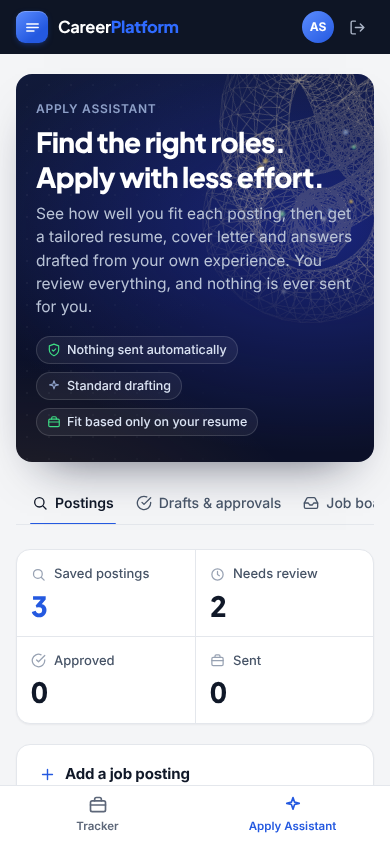 CareerPlatform
AS
APPLY ASSISTANT
Find the right roles.
Apply with less effort.
See how well you fit each posting, then get
a tailored resume, cover letter and answers
drafted from your own experience. You
review everything, and nothing is ever sent
for you.
Nothing sent automatically
Standard drafting
Fit based only on your resume
Postings
Drafts & approvals
Job boa
Saved postings
Needs review
3
2
Approved
Sent
0
0
Add a job posting
Tracker
Apply Assistant